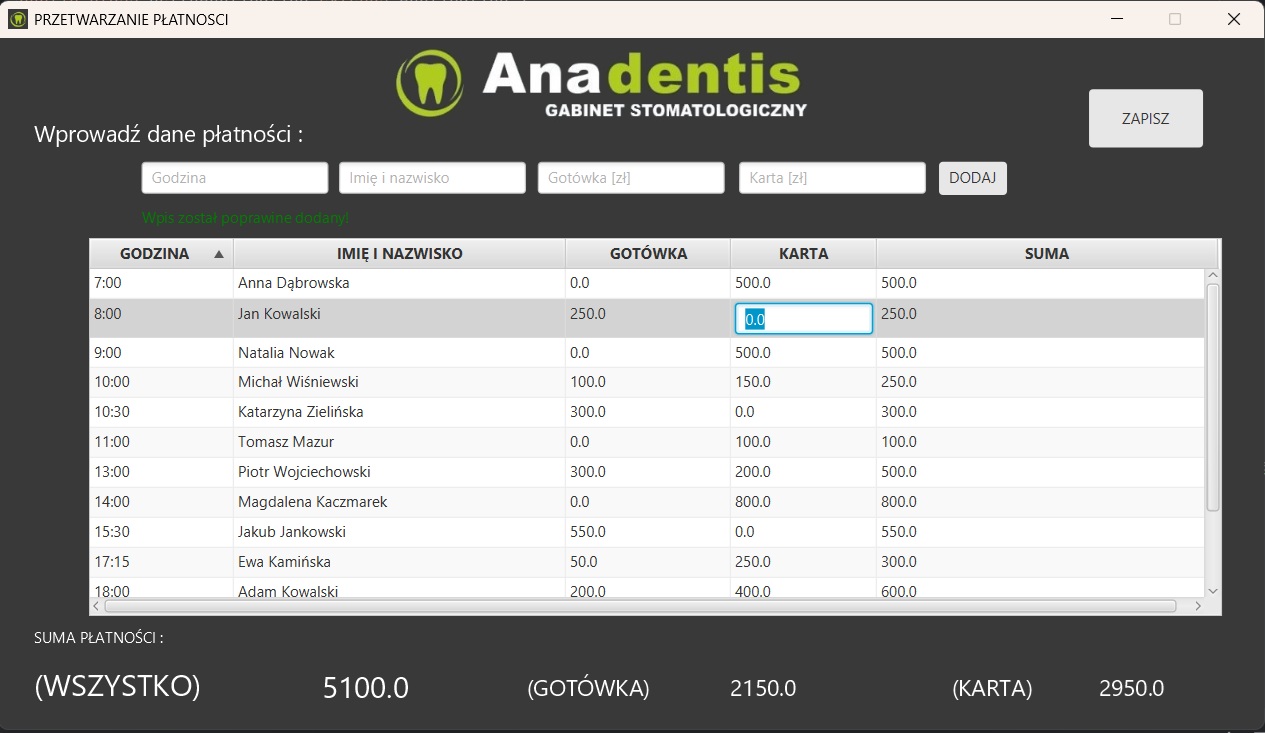 PRZETWARZANIE PŁATNOSCI
Anadentis
GABINET STOMATOLOGICZNY
ZAPISZ
Wprowadź dane płatności :
Godzina Imię i nazwisko Gotówka [zł] Karta [zł] DODAJ
Wpis został poprawine dodany!
GODZINA IMIĘ I NAZWISKO GOTÓWKA KARTA SUMA
7:00 Anna Dąbrowska 0.0 500.0 500.0
8:00 Jan Kowalski 250.0 0.0 250.0
9:00 Natalia Nowak 0.0 500.0 500.0
10:00 Michał Wiśniewski 100.0 150.0 250.0
10:30 Katarzyna Zielińska 300.0 0.0 300.0
11:00 Tomasz Mazur 0.0 100.0 100.0
13:00 Piotr Wojciechowski 300.0 200.0 500.0
14:00 Magdalena Kaczmarek 0.0 800.0 800.0
15:30 Jakub Jankowski 550.0 0.0 550.0
17:15 Ewa Kamińska 50.0 250.0 300.0
18:00 Adam Kowalski 200.0 400.0 600.0
SUMA PŁATNOŚCI :
(WSZYSTKO) 5100.0 (GOTÓWKA) 2150.0 (KARTA) 2950.0